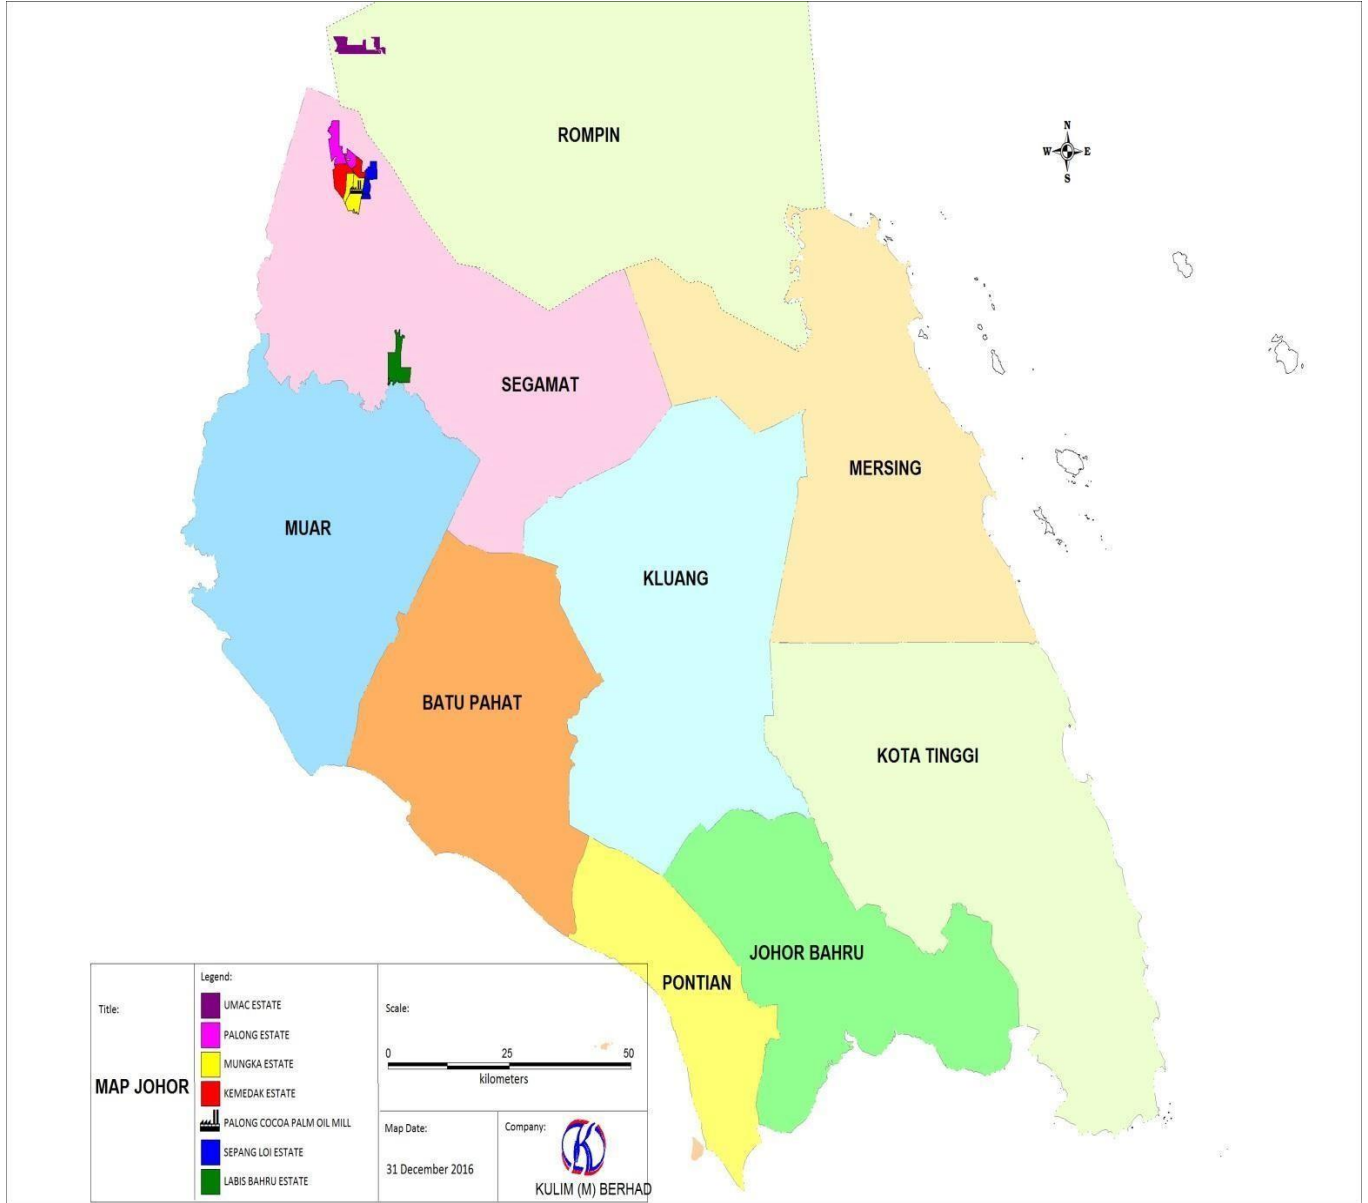 ROMPIN
N
W E
S
SEGAMAT
MERSING
MUAR
KLUANG
BATU PAHAT
KOTA TINGGI
JOHOR BAHRU
PONTIAN
Title:
MAP JOHOR
Legend:
UMAC ESTATE
PALONG ESTATE
MUNGKA ESTATE
KEMEDAK ESTATE
PALONG COCOA PALM OIL MILL
SEPANG LOI ESTATE
LABIS BAHRU ESTATE
Scale:
0 25 50
kilometers
Map Date:
31 December 2016
Company:
K
KULIM (M) BERHAD